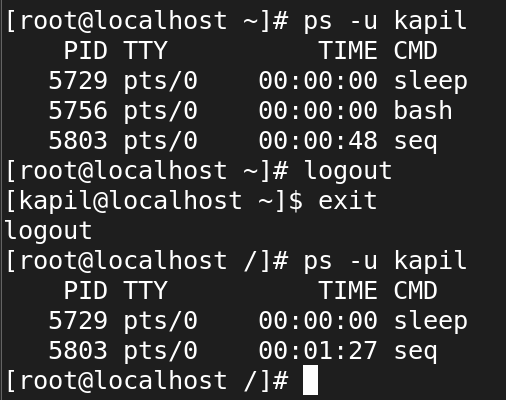 [root@localhost ~]# ps -u kapil
    PID TTY          TIME CMD
   5729 pts/0    00:00:00 sleep
   5756 pts/0    00:00:00 bash
   5803 pts/0    00:00:48 seq
[root@localhost ~]# logout
[kapil@localhost ~]$ exit
logout
[root@localhost /]# ps -u kapil
    PID TTY          TIME CMD
   5729 pts/0    00:00:00 sleep
   5803 pts/0    00:01:27 seq
[root@localhost /]#